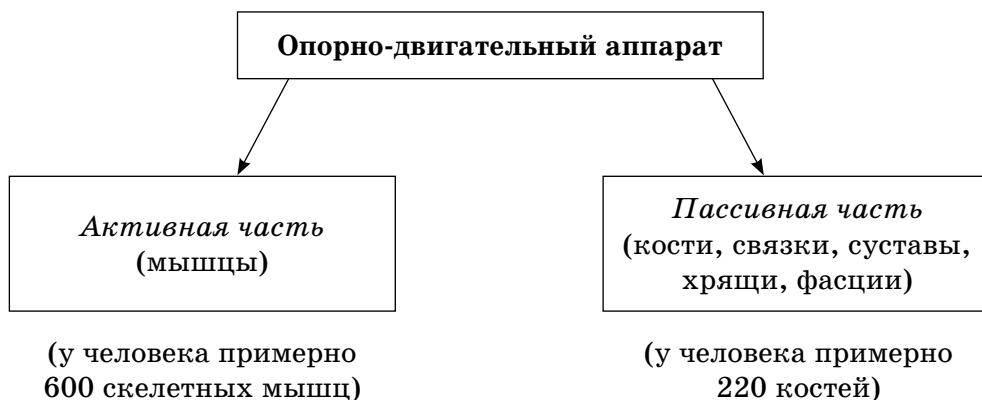 Опорно-двигательный аппарат
Активная часть
(мышцы)
Пассивная часть
(кости, связки, суставы,
хрящи, фасции)
(у человека примерно
600 скелетных мышц)
(у человека примерно
220 костей)